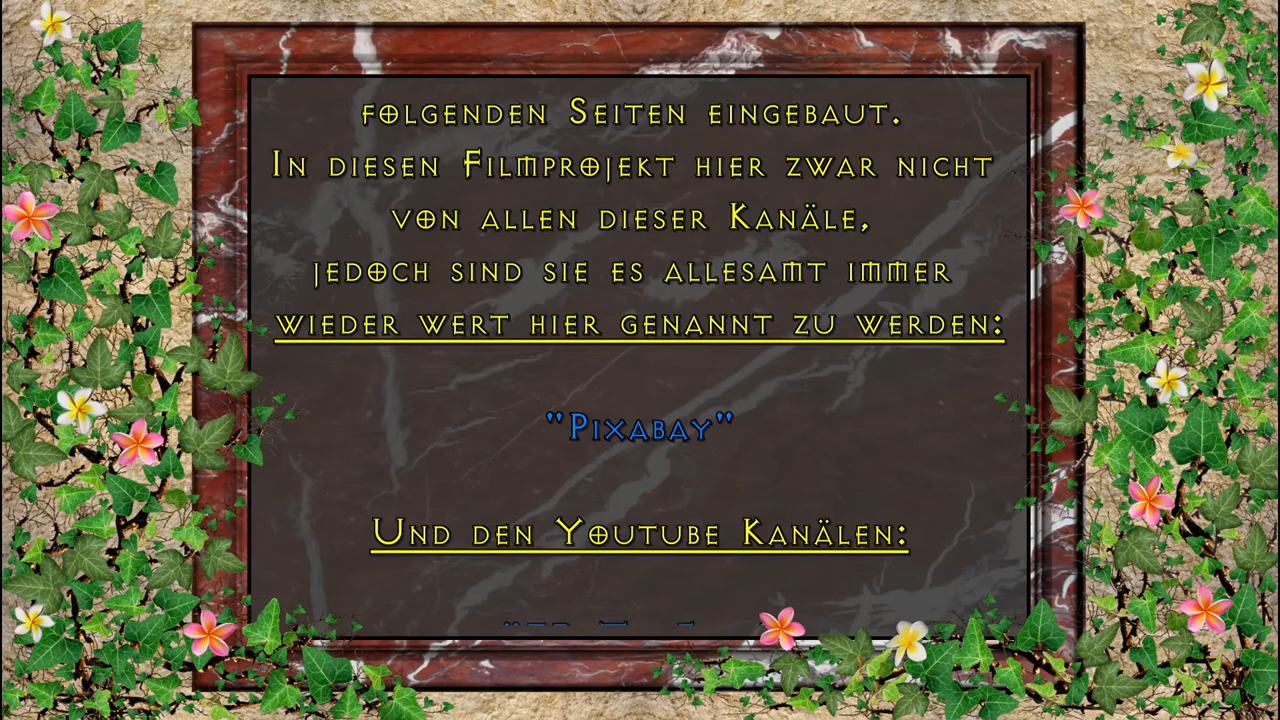 folgenden Seiten eingebaut.
In diesen Filmprojekt hier zwar nicht
von allen dieser Kanäle,
jedoch sind sie es allesamt immer
wieder wert hier genannt zu werden:
"Pixabay"
Und den Youtube Kanälen: